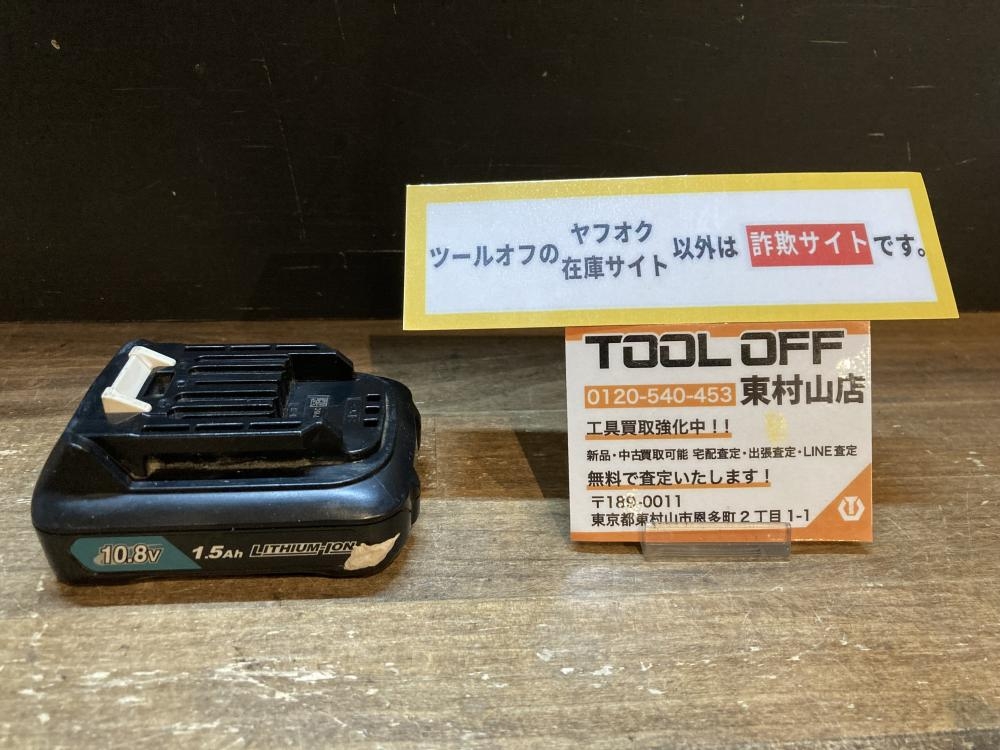 ツールオフの ヤフオク 在庫サイト 以外は 詐欺サイト です。
TOOL OFF
0120-540-453 東村山店
工具買取強化中!!
新品・中古買取可能 宅配査定・出張査定・LINE査定
無料で査定いたします!
〒189-0011
東京都東村山市恩多町2丁目1-1
10.8V 1.5Ah LITHIUM-ION